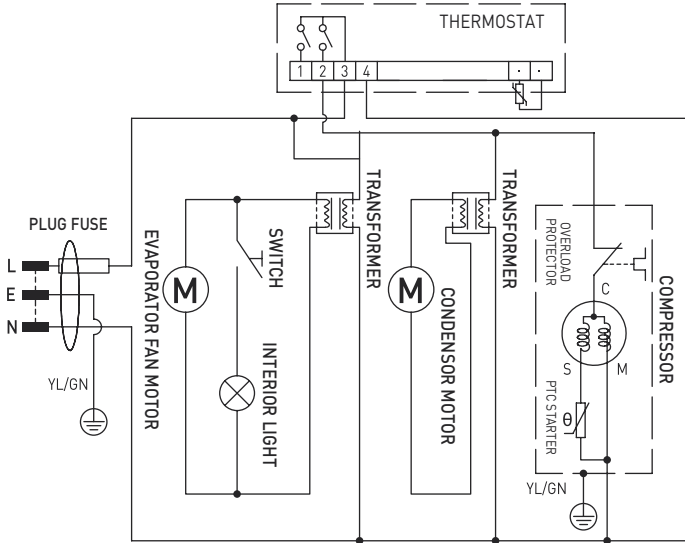 THERMOSTAT
1 2 3 4
PLUG FUSE
L
E
N
YL/GN
EVAPORATOR FAN MOTOR
M
SWITCH
INTERIOR LIGHT
TRANSFORMER
M
CONDENSOR MOTOR
TRANSFORMER
OVERLOAD
PROTECTOR
C
S
M
θ
PTC STARTER
COMPRESSOR
YL/GN